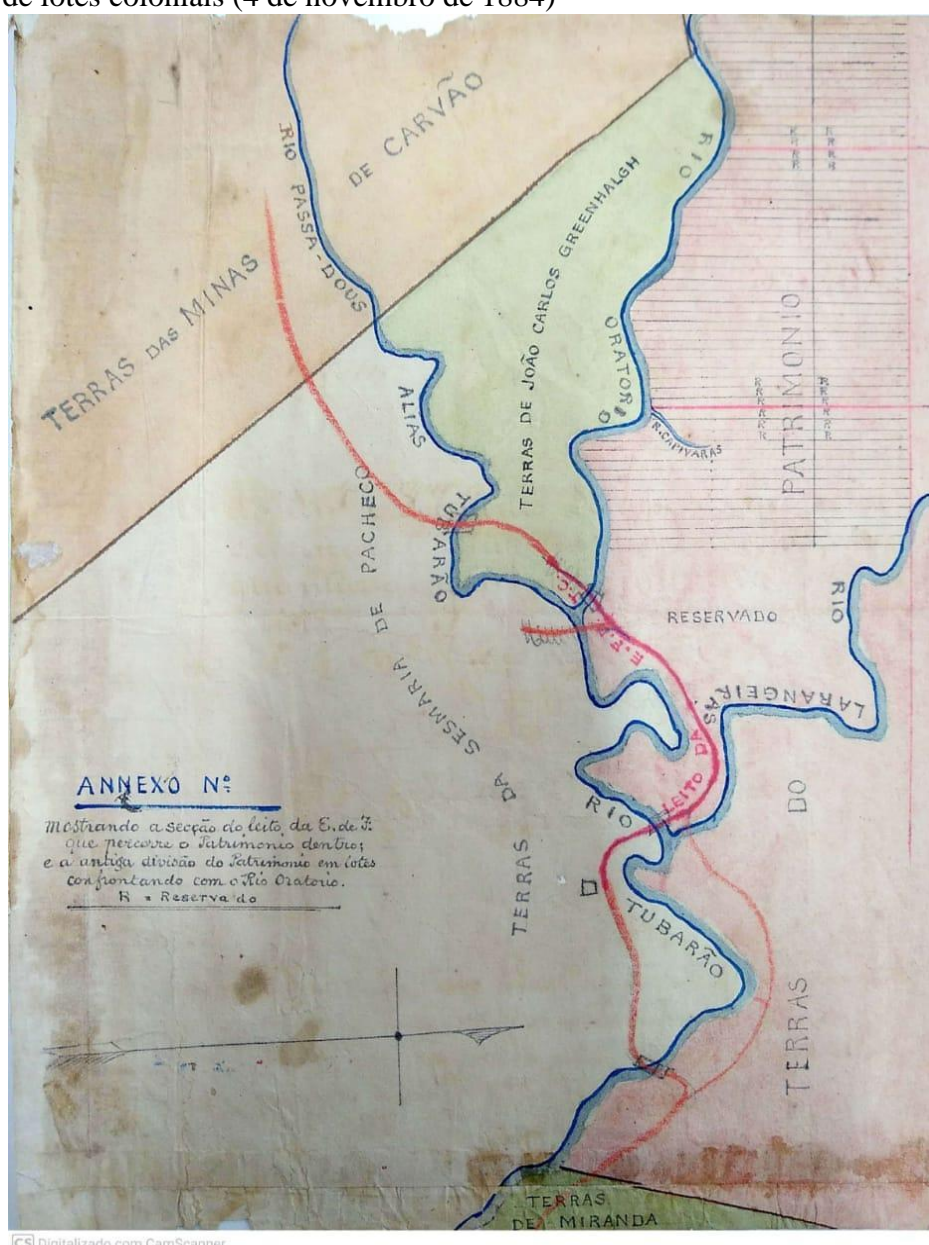 de lotes coloniais (4 de novembro de 1884)
DE CARVÃO
RIO PASSA-DOUS
RIO
ORATORIO
TERRAS DE JOÃO CARLOS GREENHALGH
TERRAS DAS MINAS
R R
R R
R R
R R
PATRIMONIO
R R
R R
R R
R R
R R
R. CAPIVARAS
ALIAS
TUBARÃO
TERRAS DA SESMARIA DE PACHECO
E. F. D. T. C.
RESERVADO
RIO
LARANGEIRAS
LEITO DA
DO
TERRAS
RIO
TUBARÃO
ANNEXO Nº
Mostrando a secção do leito da E. de F.
que percorre o Patrimonio dentro;
e a antiga divisão do Patrimonio em lotes
confrontando com o Rio Oratorio.
R = Reservado
TERRAS
DE MIRANDA
CS Digitalizado com CamScanner